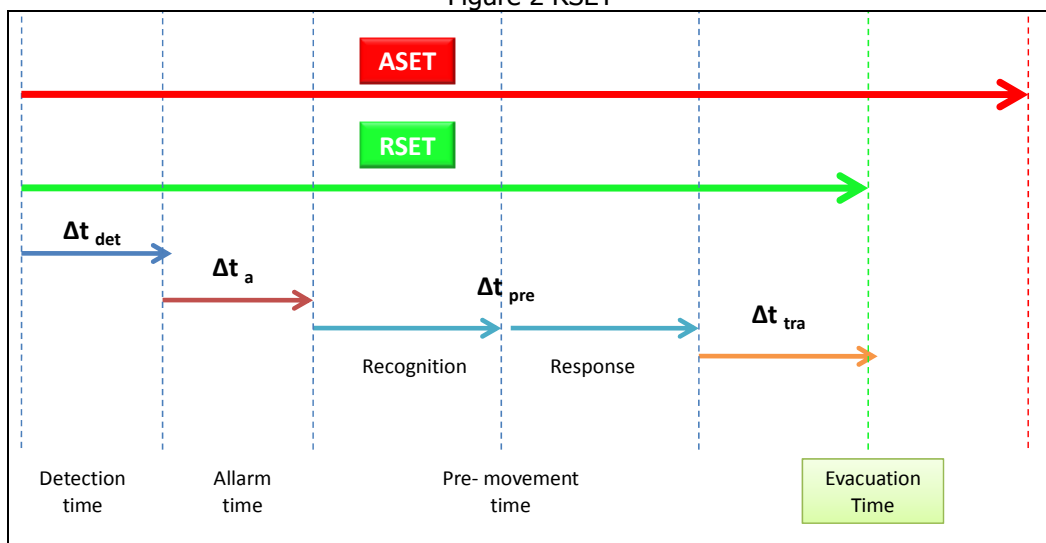 Figure 2 RSET
ASET
RSET
Δt det
Δt a
Δt pre
Δt tra
Recognition
Response
Detection
time
Allarm
time
Pre- movement
time
Evacuation
Time